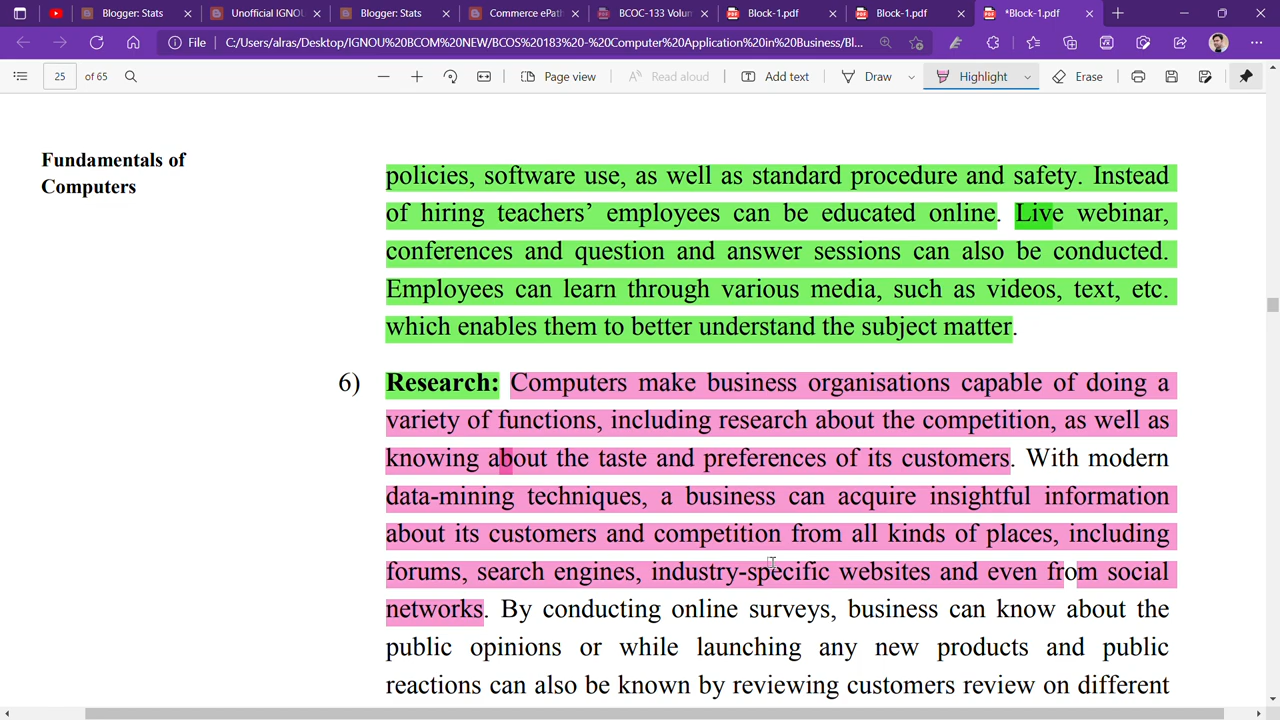 Blogger: Stats
Unofficial IGNOU
Blogger: Stats
Commerce ePath
BCOC-133 Volum
Block-1.pdf
Block-1.pdf
*Block-1.pdf
File
C:/Users/alras/Desktop/IGNOU%20BCOM%20NEW/BCOS%20183%20-%20Computer%20Application%20in%20Business/Bl...
25 of 65
Page view
Read aloud
Add text
Draw
Highlight
Erase
Fundamentals of
Computers
policies, software use, as well as standard procedure and safety. Instead
of hiring teachers’ employees can be educated online. Live webinar,
conferences and question and answer sessions can also be conducted.
Employees can learn through various media, such as videos, text, etc.
which enables them to better understand the subject matter.
6) Research: Computers make business organisations capable of doing a
variety of functions, including research about the competition, as well as
knowing about the taste and preferences of its customers. With modern
data-mining techniques, a business can acquire insightful information
about its customers and competition from all kinds of places, including
forums, search engines, industry-specific websites and even from social
networks. By conducting online surveys, business can know about the
public opinions or while launching any new products and public
reactions can also be known by reviewing customers review on different